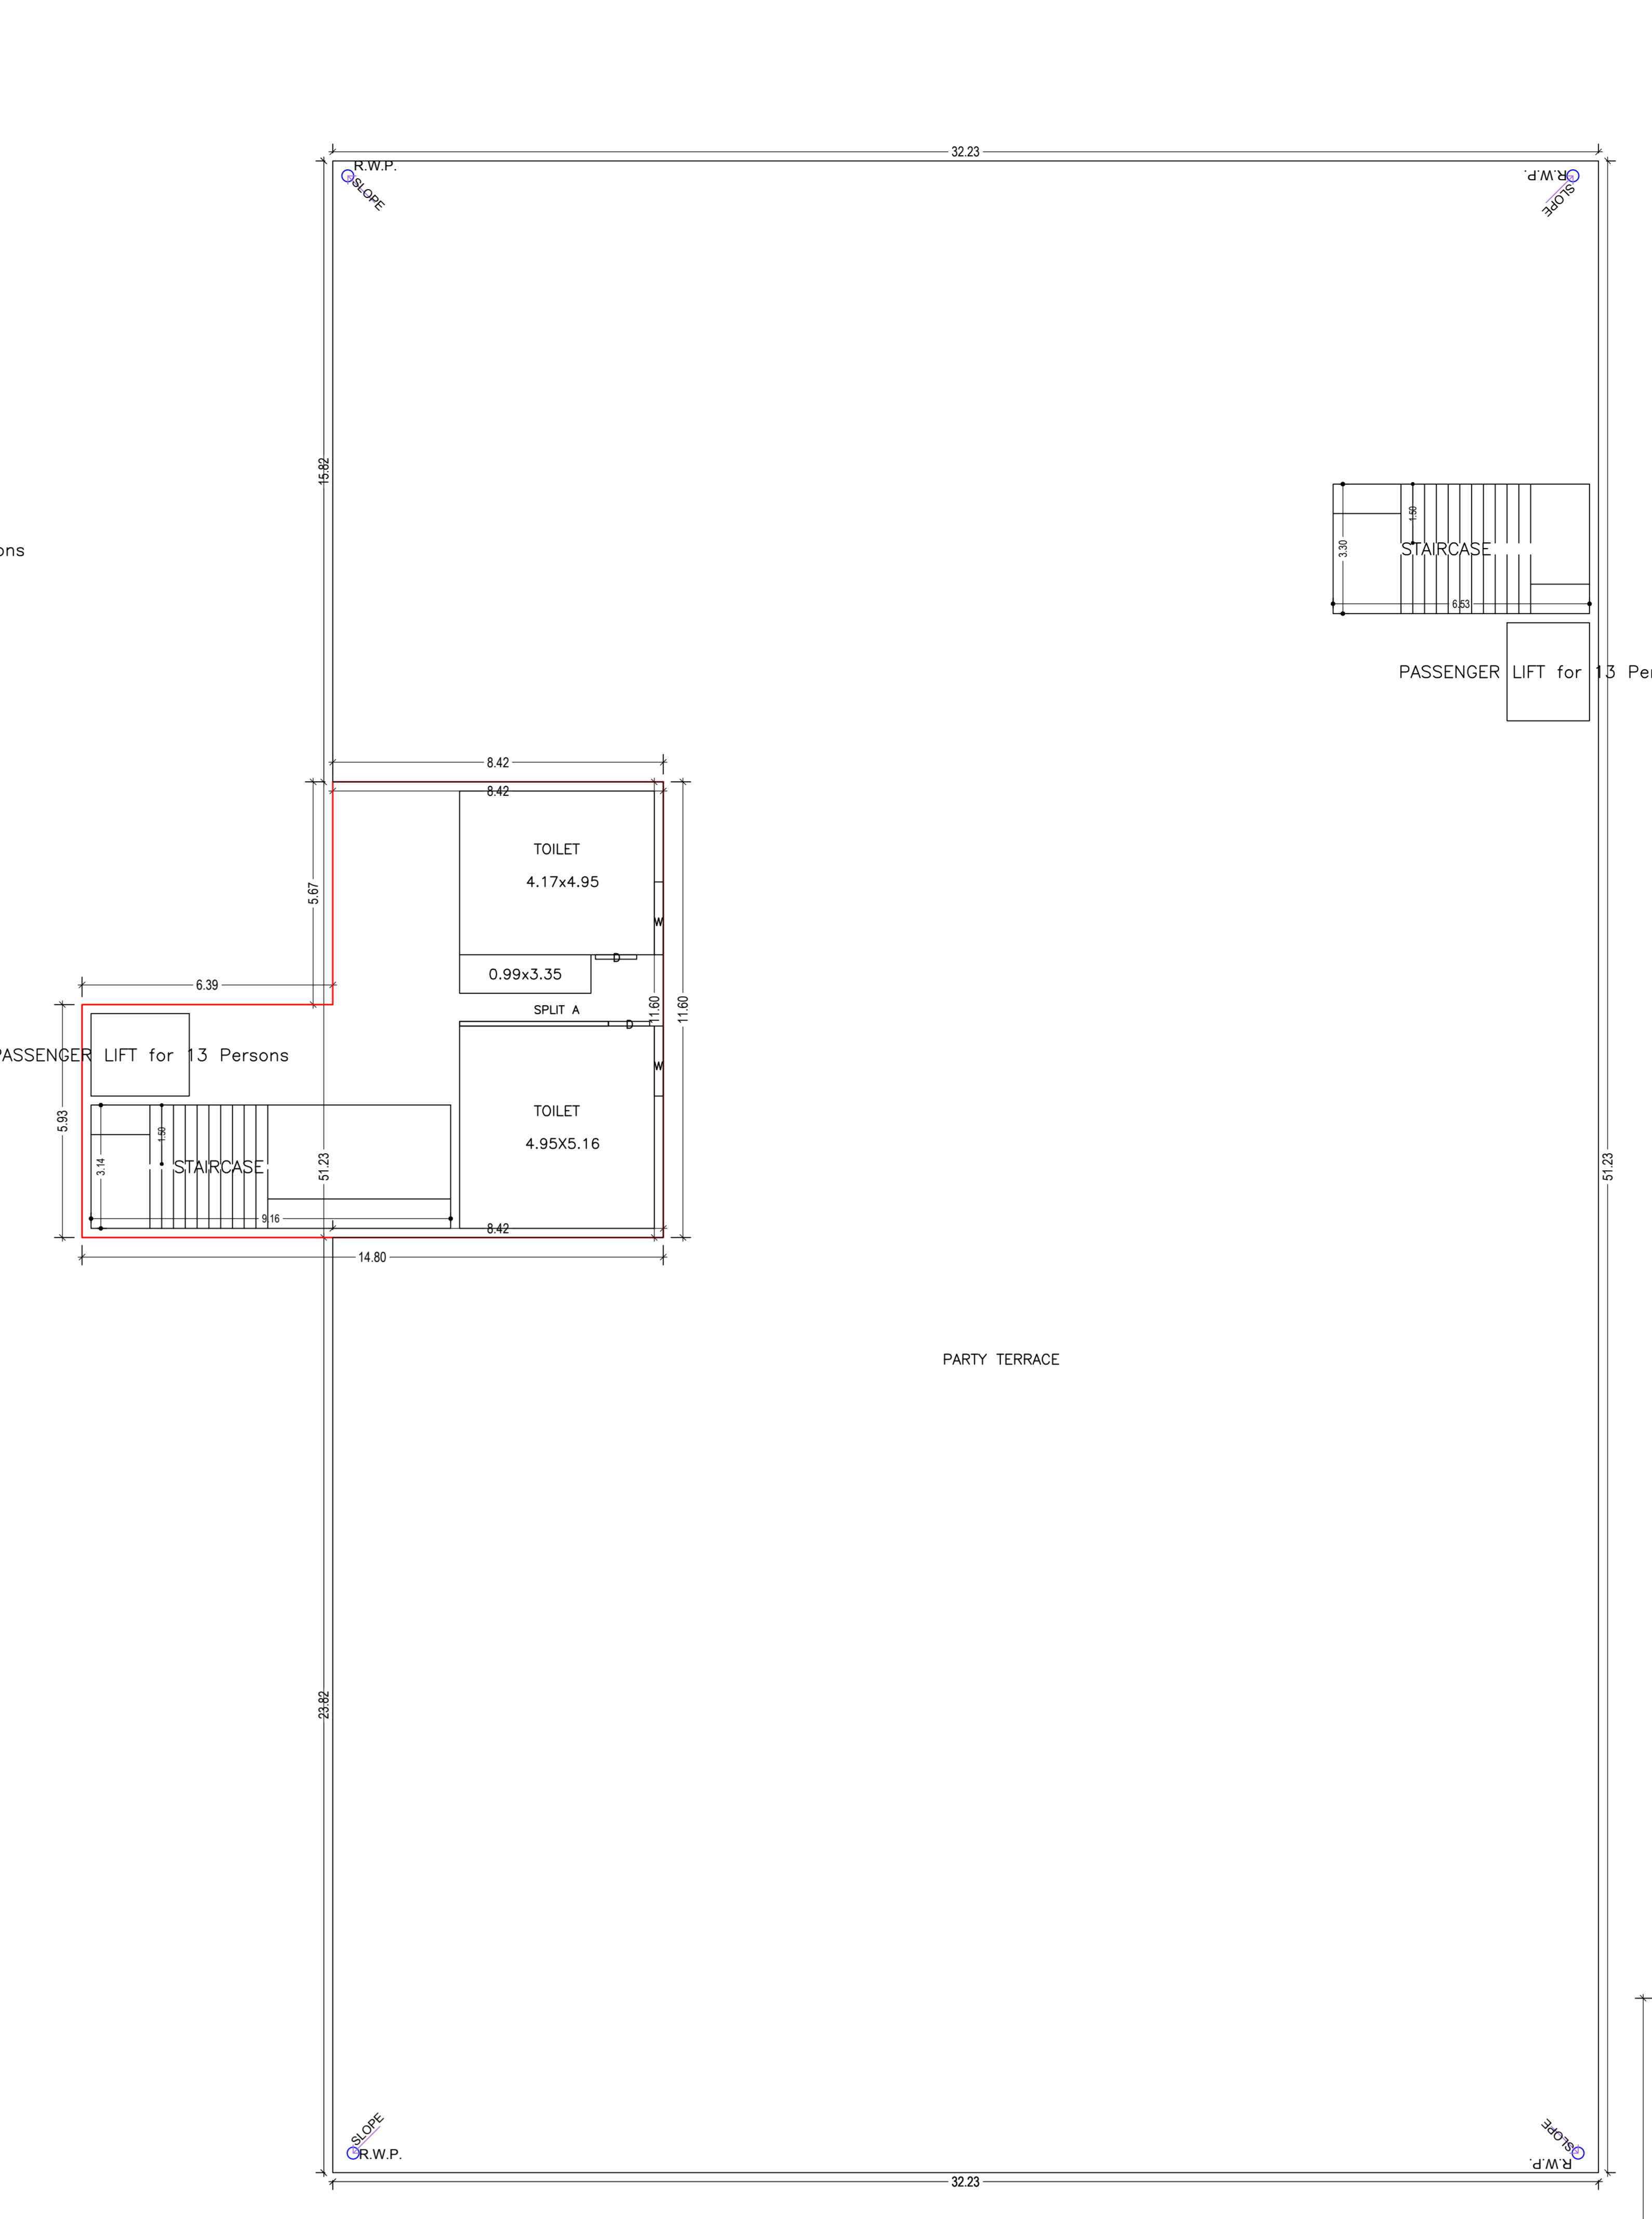 32.23
R.W.P.
SLOPE
R.W.P.
SLOPE
15.82
1.50
STAIRCASE
3.30
ons
6.53
PASSENGER LIFT for 13 Per
8.42
8.42
TOILET
4.17x4.95
5.67
W
D
0.99x3.35
6.39
SPLIT A
11.60
11.60
D
PASSENGER LIFT for 13 Persons
W
TOILET
5.93
1.50
4.95X5.16
3.14
STAIRCASE
51.23
51.23
9.16
8.42
14.80
PARTY TERRACE
23.82
SLOPE
R.W.P.
SLOPE
R.W.P.
32.23